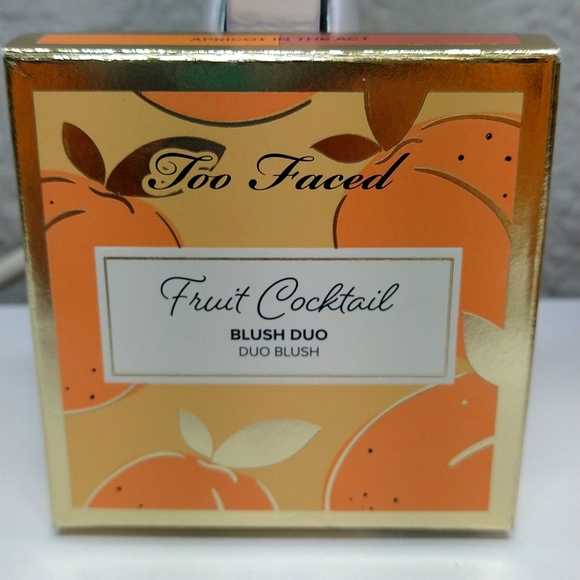 APRICOT IN THE ACT
Too Faced
Fruit Cocktail
BLUSH DUO
DUO BLUSH